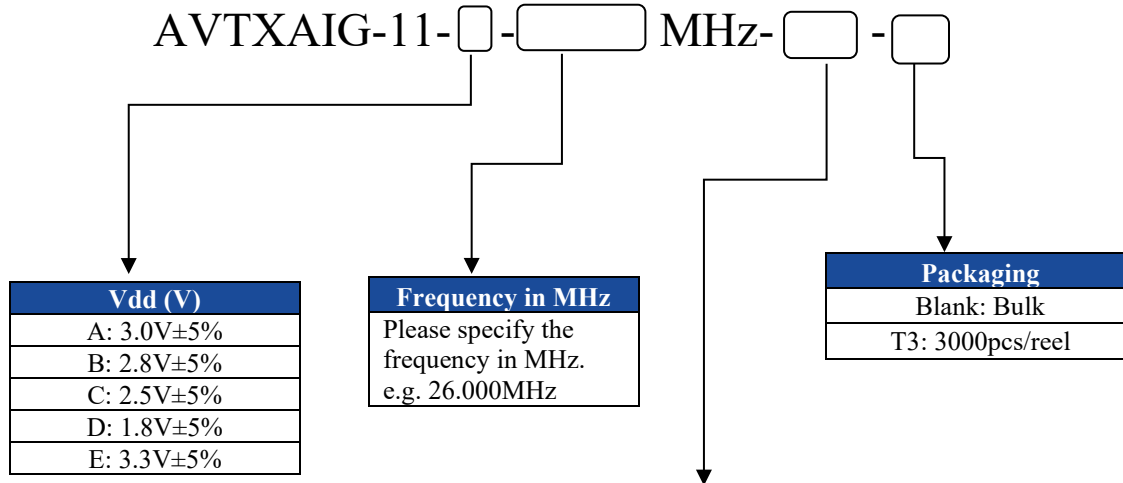 AVTXAIG-11- - MHz- -
Vdd (V)
A: 3.0V±5%
B: 2.8V±5%
C: 2.5V±5%
D: 1.8V±5%
E: 3.3V±5%
Frequency in MHz
Please specify the
frequency in MHz.
e.g. 26.000MHz
Packaging
Blank: Bulk
T3: 3000pcs/reel